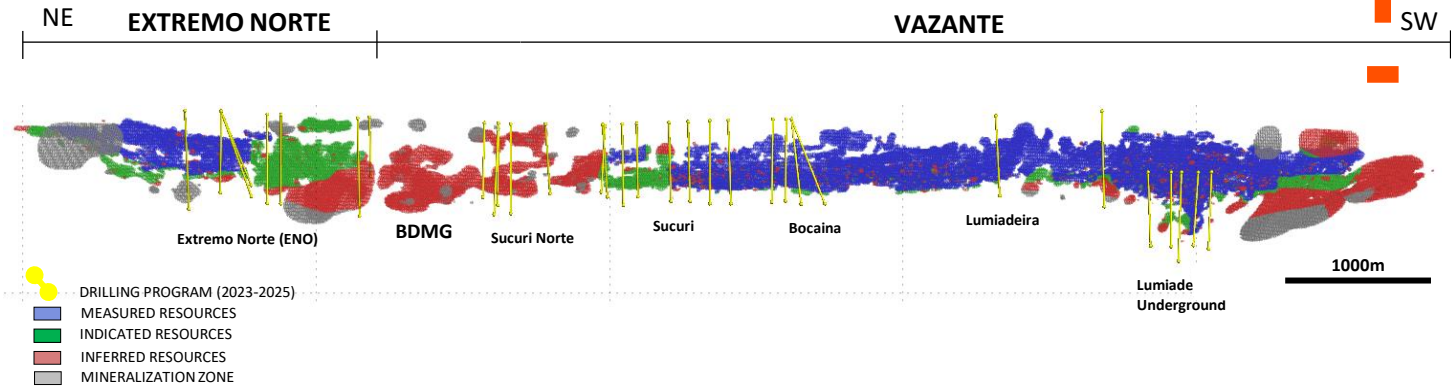 NE
EXTREMO NORTE
VAZANTE
SW
Extremo Norte (ENO)
BDMG
Sucuri Norte
Sucuri
Bocaina
Lumiadeira
Lumiade
Underground
1000m
DRILLING PROGRAM (2023-2025)
MEASURED RESOURCES
INDICATED RESOURCES
INFERRED RESOURCES
MINERALIZATION ZONE